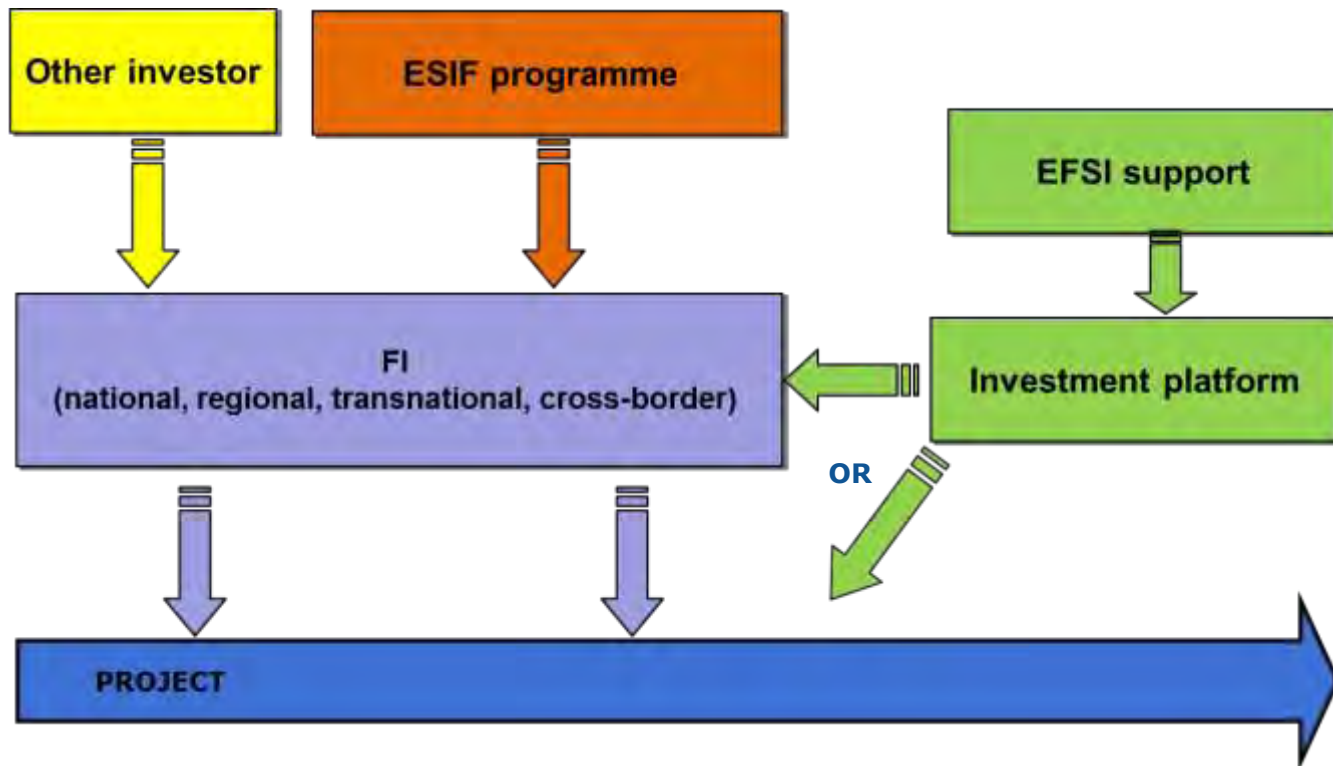 Other investor
ESIF programme
EFSI support
FI
(national, regional, transnational, cross-border)
Investment platform
OR
PROJECT